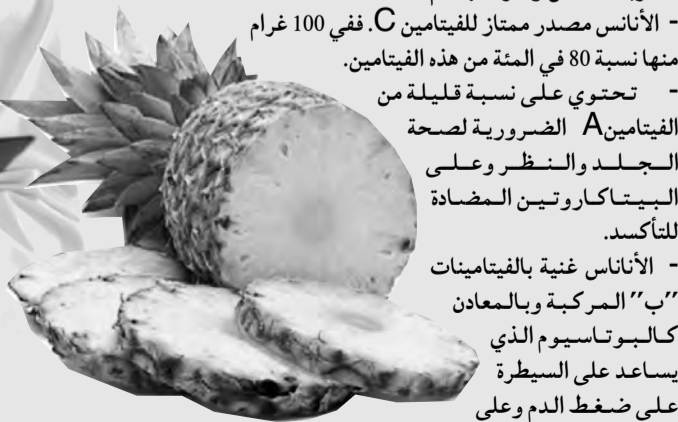 - الأنانس مصدر ممتاز للفيتامين C. ففي 100 غرام
منها نسبة 80 في المئة من هذه الفيتامين.
- تحتوي على نسبة قليلة من
الفيتامينA الضرورية لصحة
الجلد والنظر وعلى
البيتاكاروتين المضادة
للتأكسد.
- الأناناس غنية بالفيتامينات
”ب” المركبة وبالمعادن
كالبوتاسيوم الذي
يساعد على السيطرة
على ضغط الدم وعلى